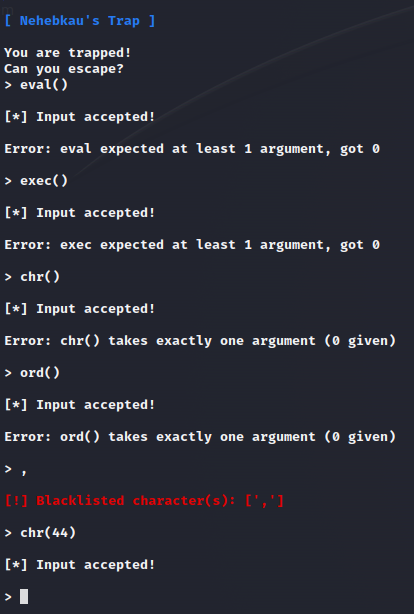 [ Nehebkau's Trap ]
You are trapped!
Can you escape?
> eval()
[*] Input accepted!
Error: eval expected at least 1 argument, got 0
> exec()
[*] Input accepted!
Error: exec expected at least 1 argument, got 0
> chr()
[*] Input accepted!
Error: chr() takes exactly one argument (0 given)
> ord()
[*] Input accepted!
Error: ord() takes exactly one argument (0 given)
> ,
[!] Blacklisted character(s): [',']
> chr(44)
[*] Input accepted!
>